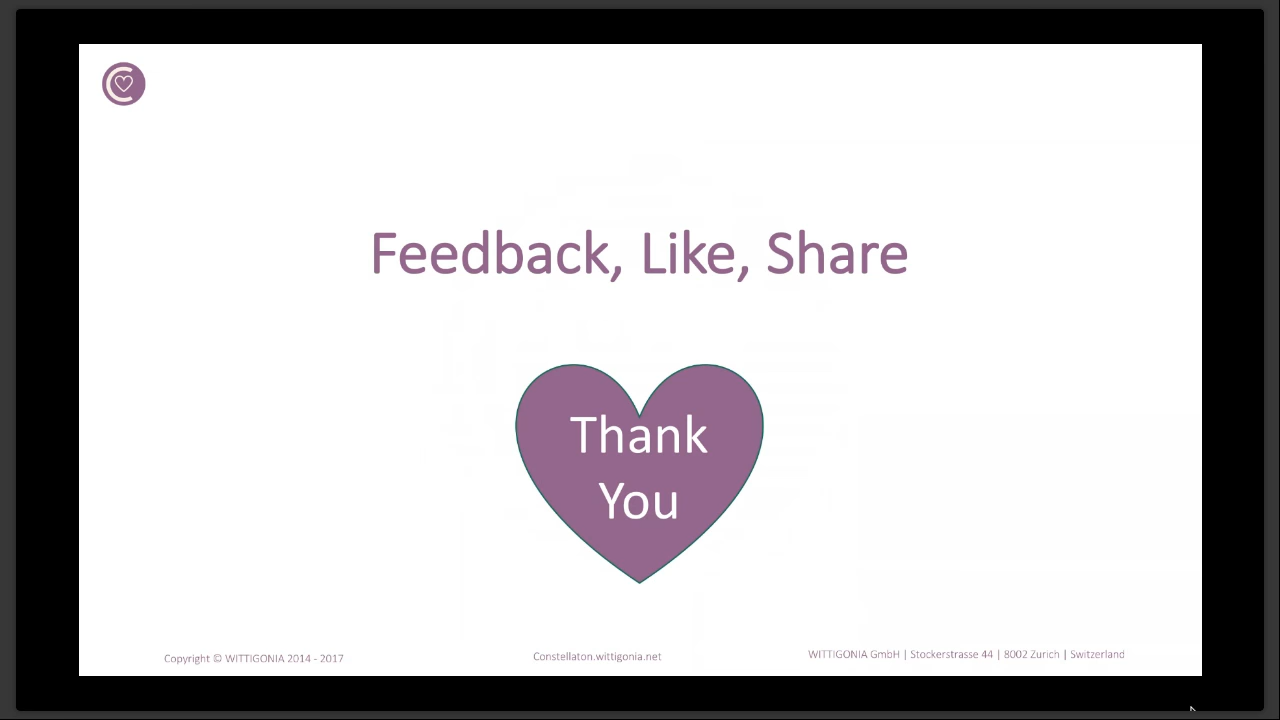 Feedback, Like, Share
Thank
You
Copyright © WITTIGONIA 2014 - 2017
Constellaton.wittigonia.net
WITTIGONIA GmbH | Stockerstrasse 44 | 8002 Zurich | Switzerland